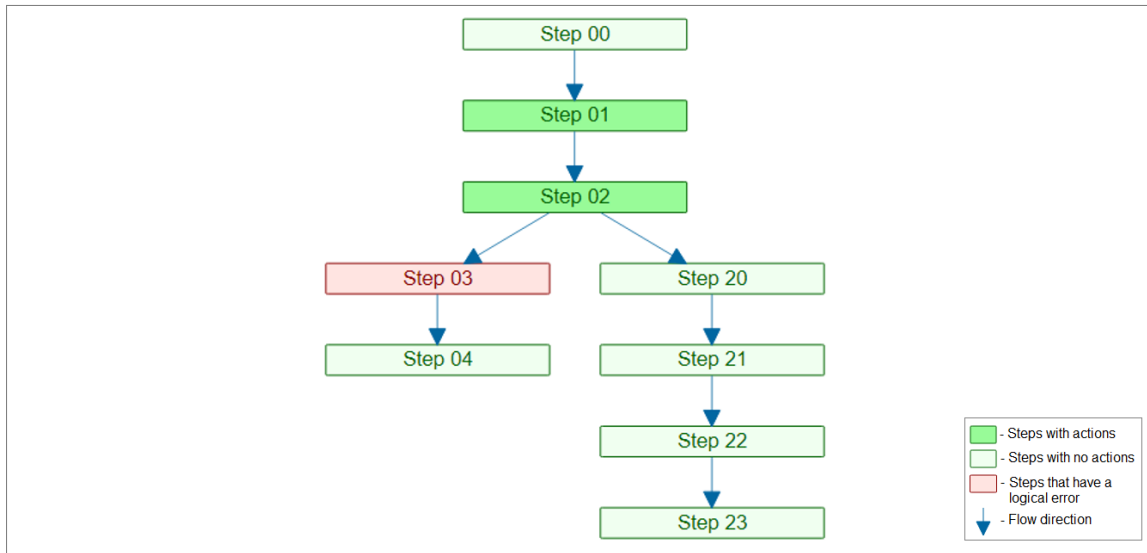 Step 00
Step 01
Step 02
Step 03
Step 20
Step 04
Step 21
Step 22
Step 23
- Steps with actions
- Steps with no actions
- Steps that have a
logical error
- Flow direction